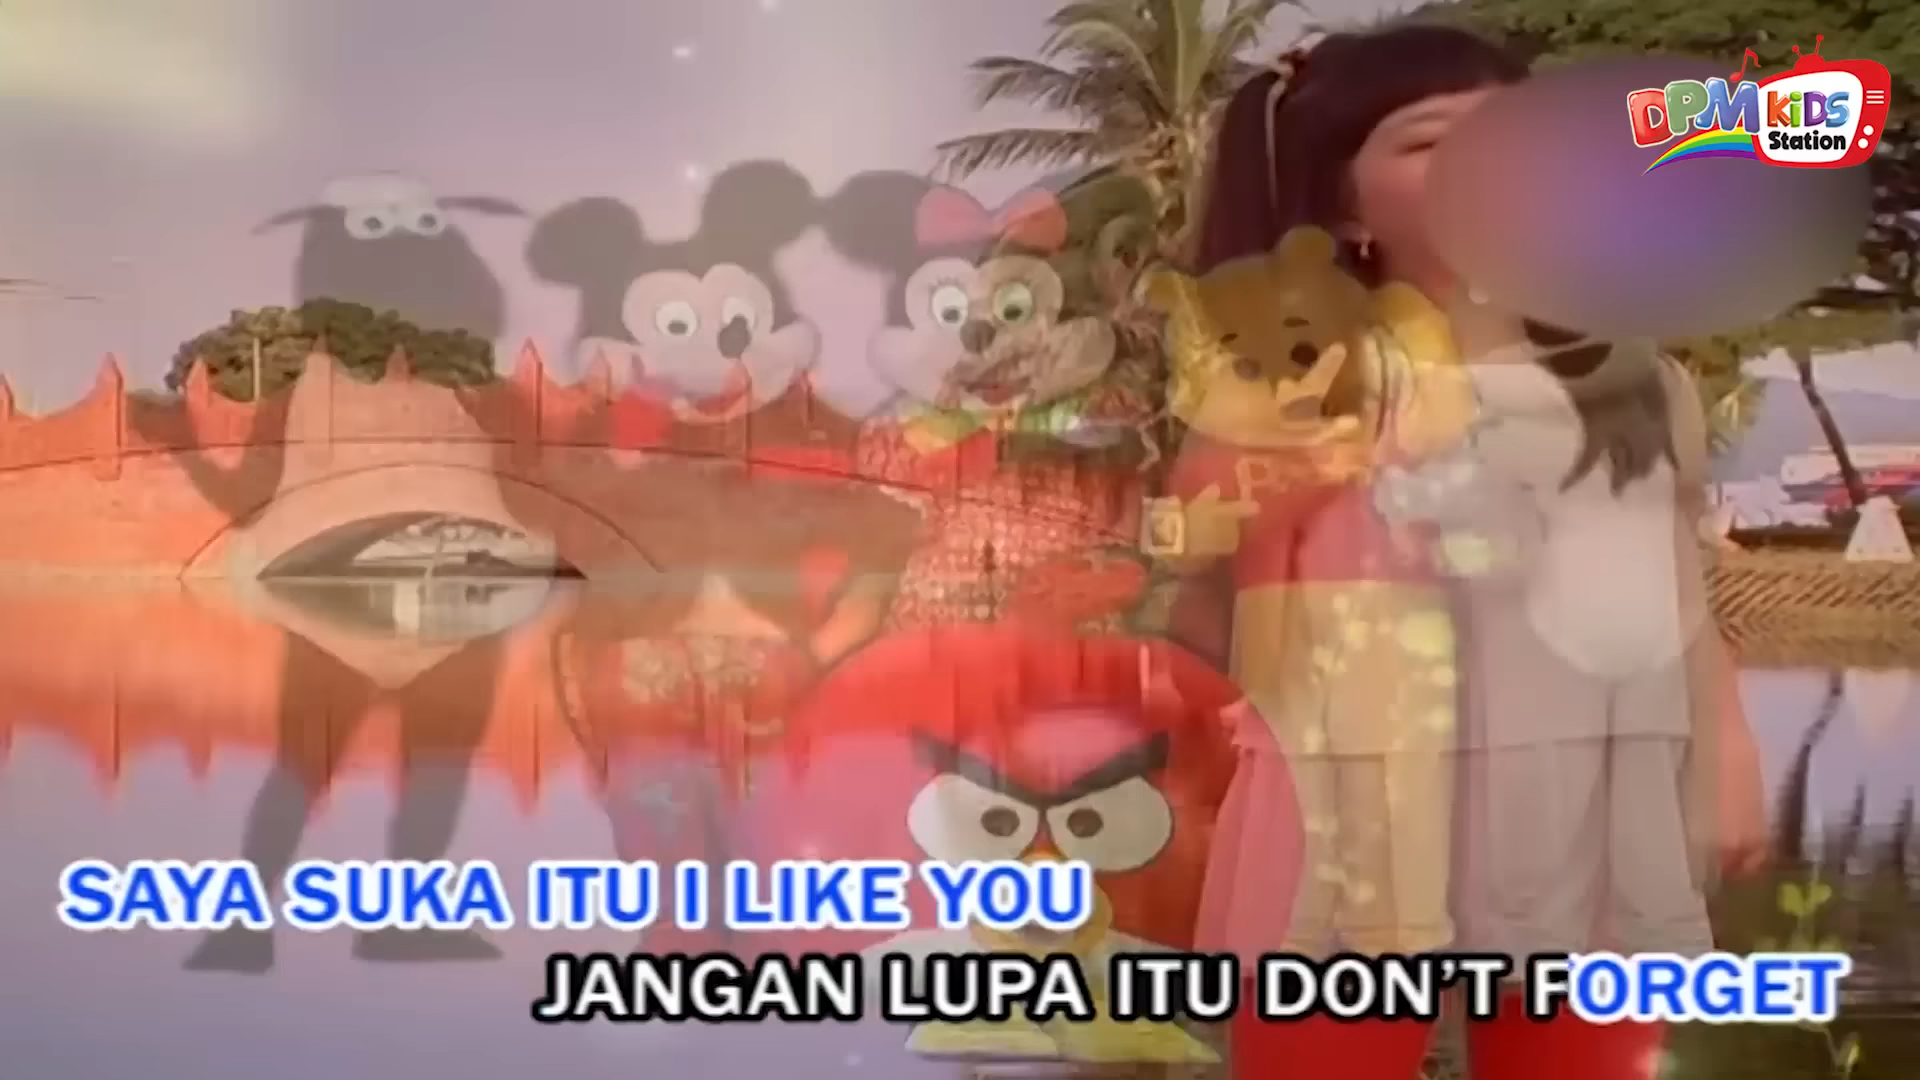 DPM KiDS
Station
SAYA SUKA ITU I LIKE YOU
JANGAN LUPA ITU DON'T FORGET